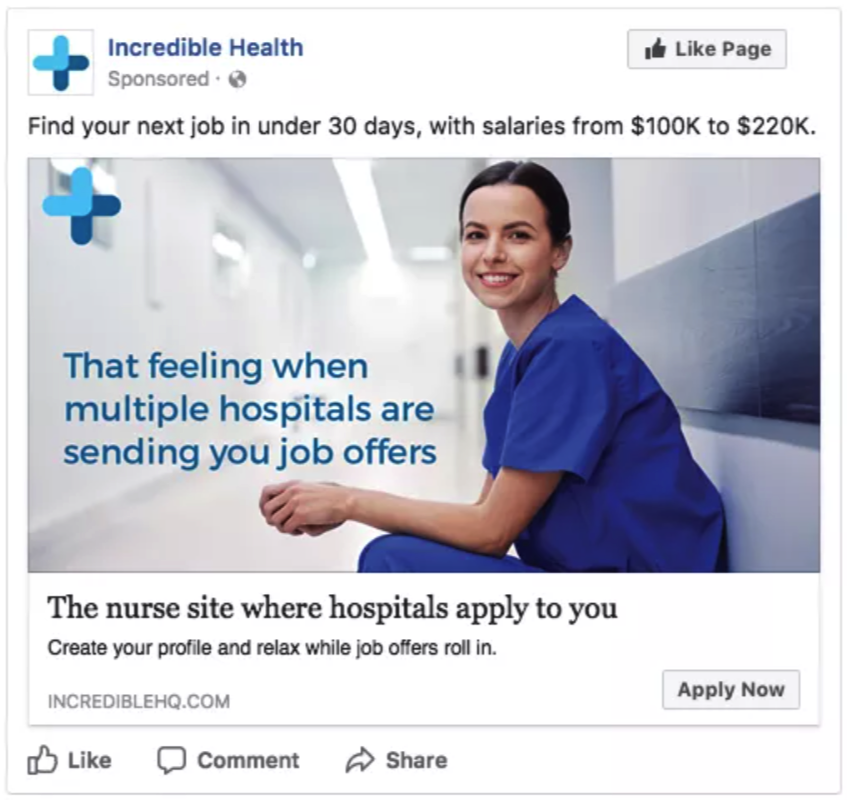 Incredible Health
Sponsored ·
Like Page
Find your next job in under 30 days, with salaries from $100K to $220K.
That feeling when
multiple hospitals are
sending you job offers
The nurse site where hospitals apply to you
Create your profile and relax while job offers roll in.
INCREDIBLEHQ.COM
Apply Now
Like Comment Share